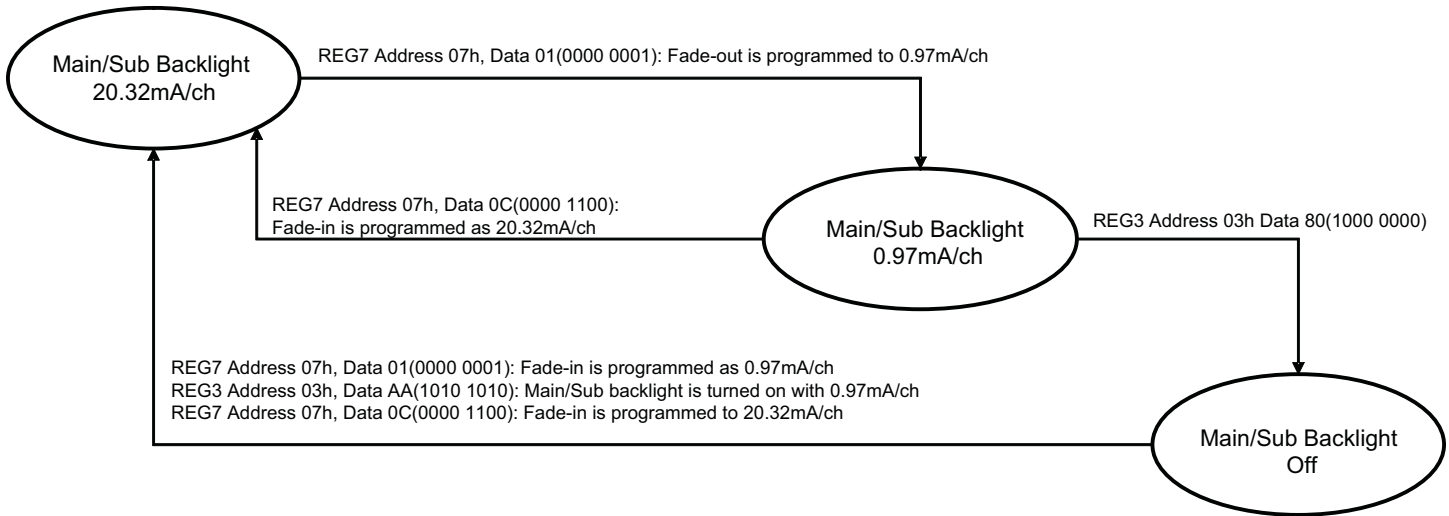 Main/Sub Backlight
20.32mA/ch
REG7 Address 07h, Data 01(0000 0001): Fade-out is programmed to 0.97mA/ch
REG7 Address 07h, Data 0C(0000 1100):
Fade-in is programmed as 20.32mA/ch
Main/Sub Backlight
0.97mA/ch
REG3 Address 03h Data 80(1000 0000)
REG7 Address 07h, Data 01(0000 0001): Fade-in is programmed as 0.97mA/ch
REG3 Address 03h, Data AA(1010 1010): Main/Sub backlight is turned on with 0.97mA/ch
REG7 Address 07h, Data 0C(0000 1100): Fade-in is programmed to 20.32mA/ch
Main/Sub Backlight
Off